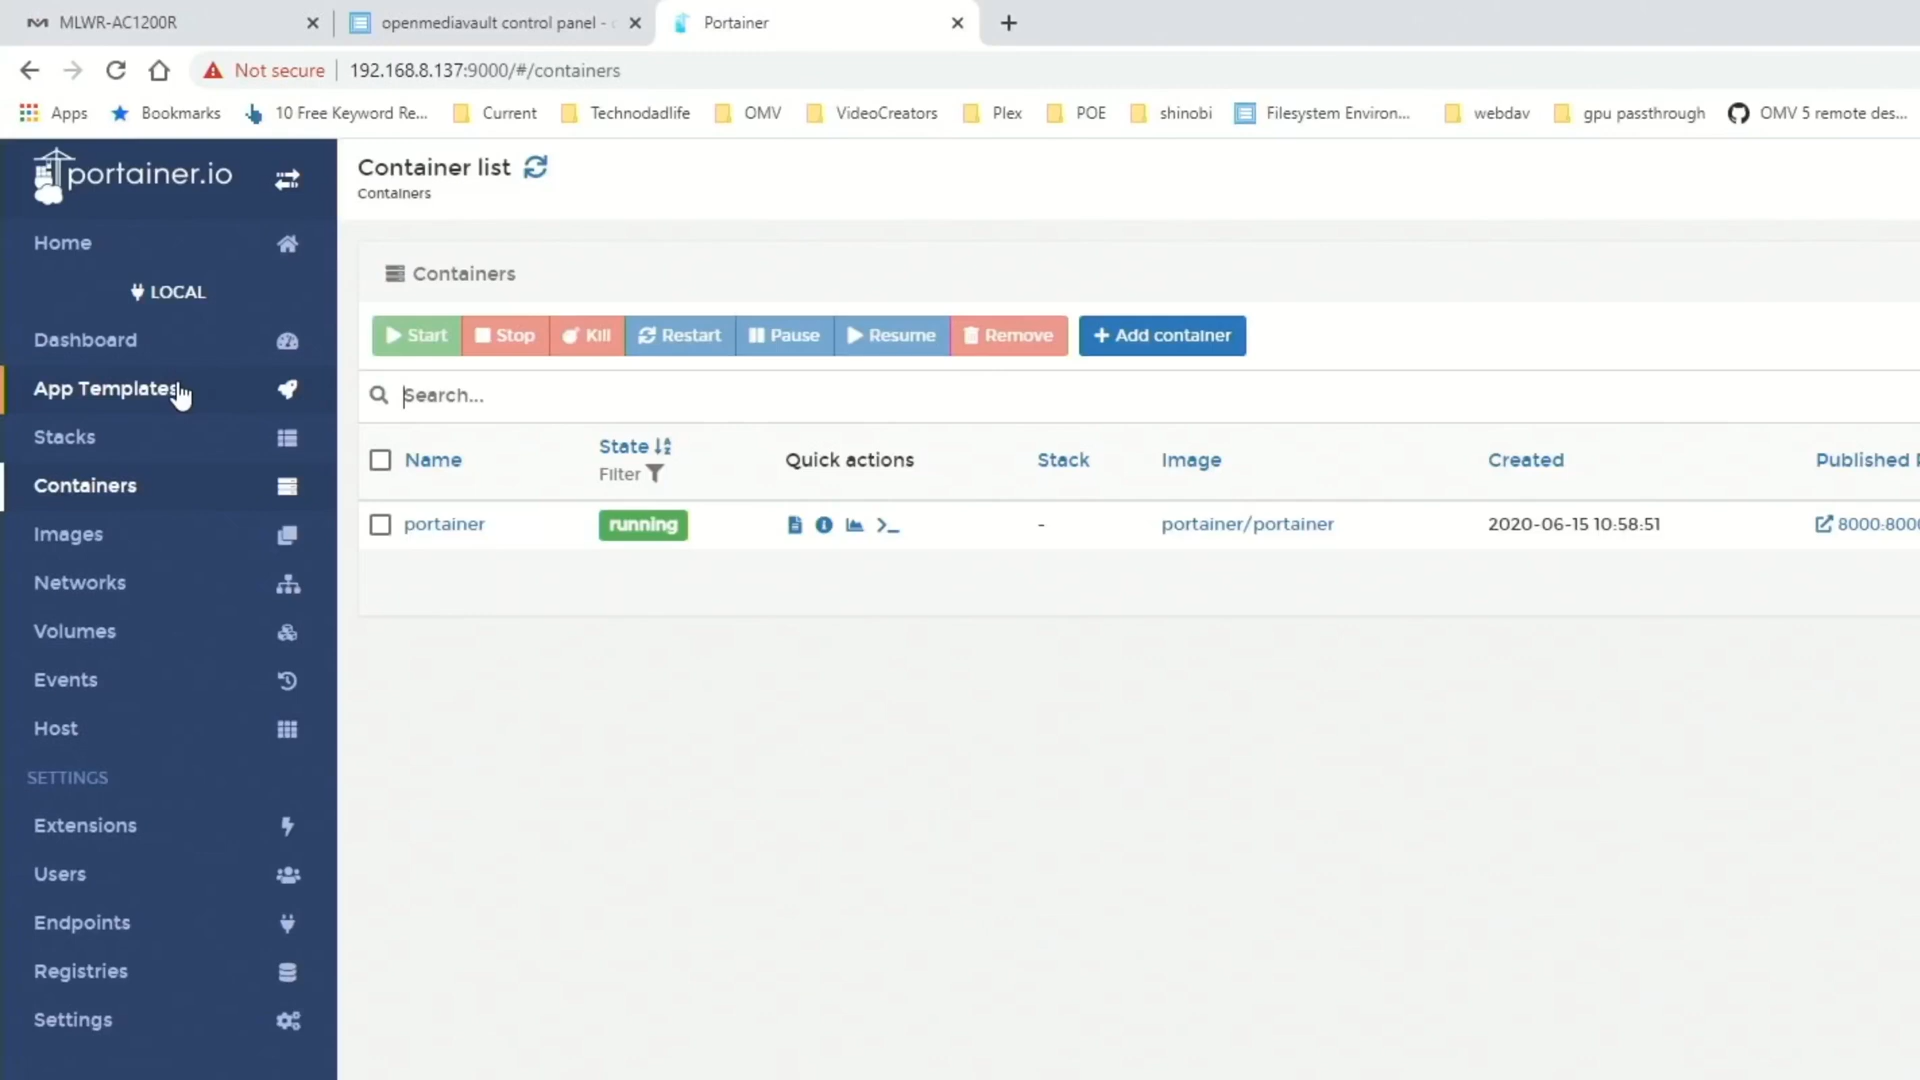 MLWR-AC1200R
openmediavault control panel -
Portainer
Not secure
192.168.8.137:9000/#/containers
Apps
Bookmarks
10 Free Keyword Re...
Current
Technodadlife
OMV
VideoCreators
Plex
POE
shinobi
Filesystem Environ...
webdav
gpu passthrough
OMV 5 remote des...
portainer.io
Home
LOCAL
Dashboard
App Templates
Stacks
Containers
Images
Networks
Volumes
Events
Host
SETTINGS
Extensions
Users
Endpoints
Registries
Settings
Container list
Containers
Containers
Start
Stop
Kill
Restart
Pause
Resume
Remove
+ Add container
Search...
Name
State
Filter
Quick actions
Stack
Image
Created
Published
portainer
running
-
portainer/portainer
2020-06-15 10:58:51
8000:8000